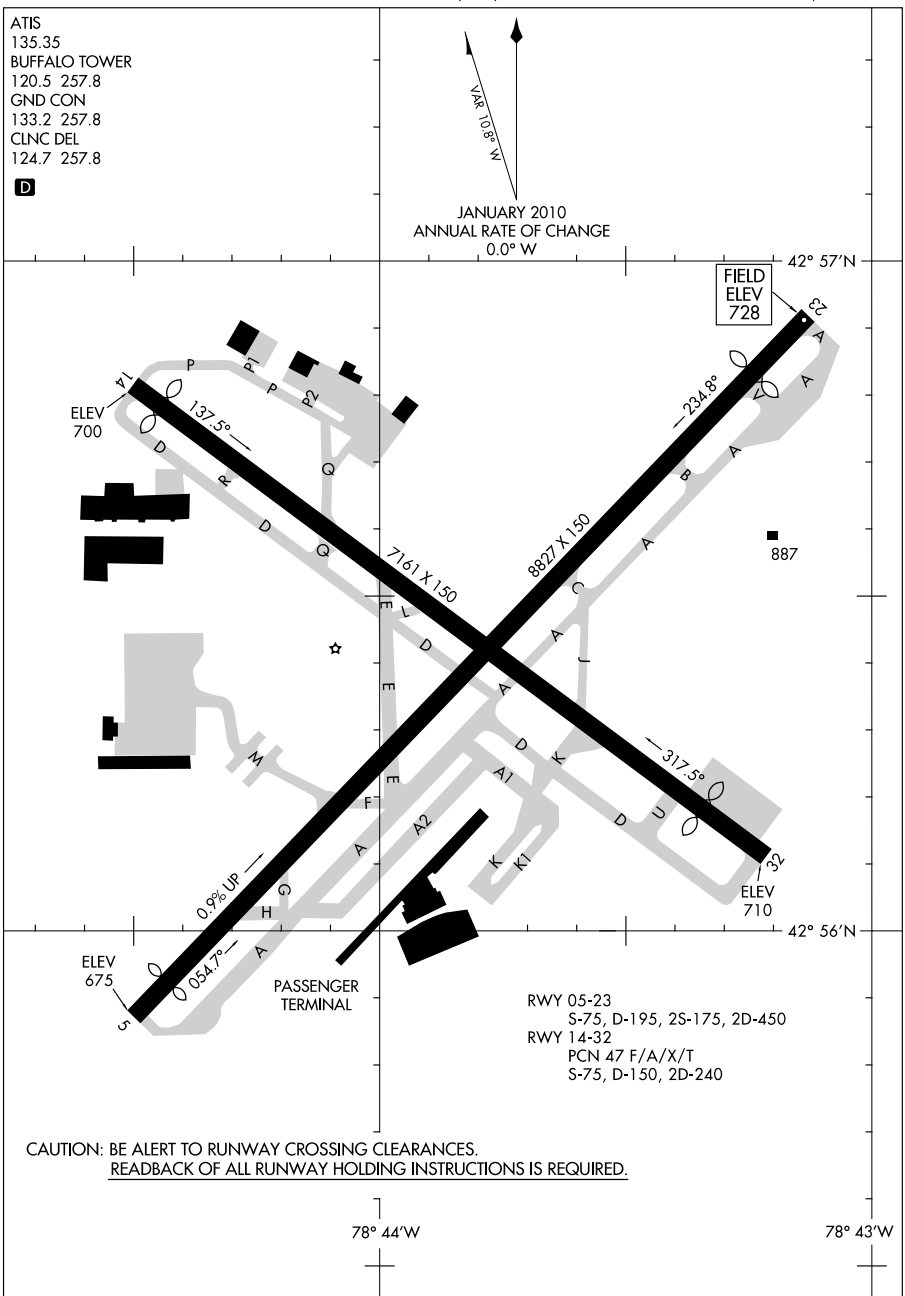 ATIS
135.35
BUFFALO TOWER
120.5 257.8
GND CON
133.2 257.8
CLNC DEL
124.7 257.8
D
VAR 10.8° W
JANUARY 2010
ANNUAL RATE OF CHANGE
0.0° W
42° 57'N
FIELD
ELEV
728
23
A
A
V
234.8°
A
B
A
P
P1
P
P2
14
ELEV
700
137.5°
D
R
Q
D
Q
7161 X 150
8827 X 150
887
C
E
L
D
A
J
E
A
D
K
317.5°
M
E
A1
F
A2
A
D
U
K
K1
32
ELEV
710
0.9% UP
G
H
A
054.7°
ELEV
675
5
42° 56'N
PASSENGER
TERMINAL
RWY 05-23
S-75, D-195, 2S-175, 2D-450
RWY 14-32
PCN 47 F/A/X/T
S-75, D-150, 2D-240
CAUTION: BE ALERT TO RUNWAY CROSSING CLEARANCES.
READBACK OF ALL RUNWAY HOLDING INSTRUCTIONS IS REQUIRED.
78° 44'W
78° 43'W